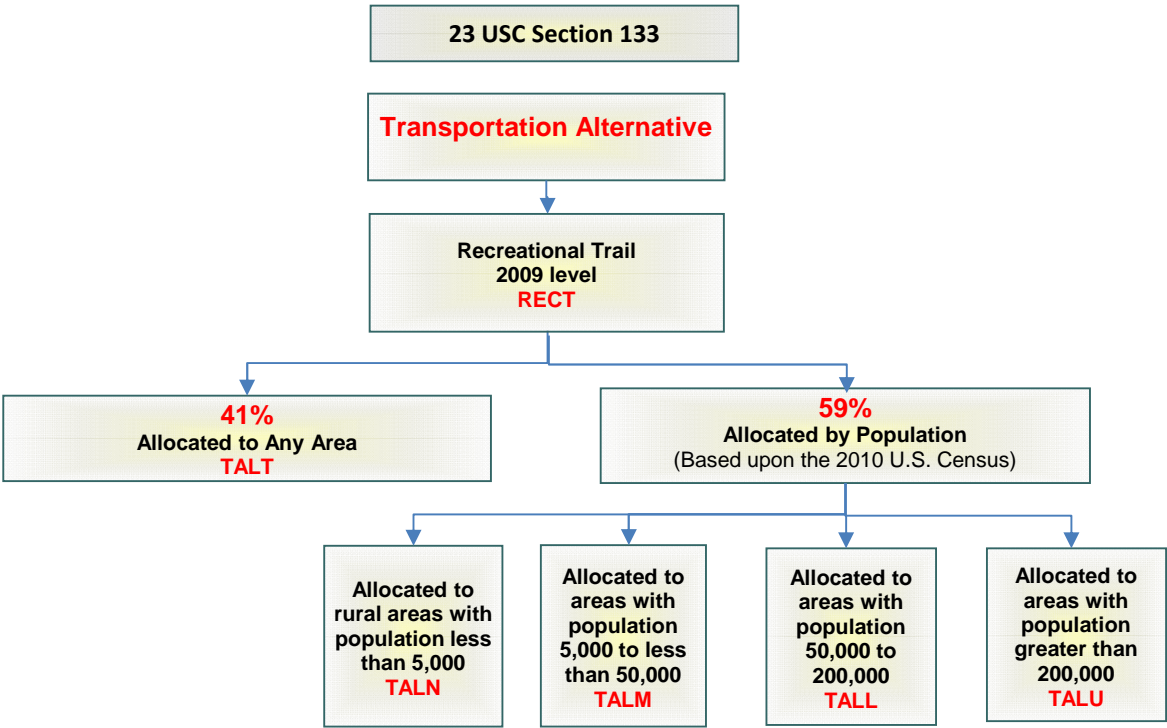 23 USC Section 133
Transportation Alternative
Recreational Trail
2009 level
RECT
41%
Allocated to Any Area
TALT
59%
Allocated by Population
(Based upon the 2010 U.S. Census)
Allocated to
rural areas with
population less
than 5,000
TALN
Allocated to
areas with
population
5,000 to less
than 50,000
TALM
Allocated to
areas with
population
50,000 to
200,000
TALL
Allocated to
areas with
population
greater than
200,000
TALU